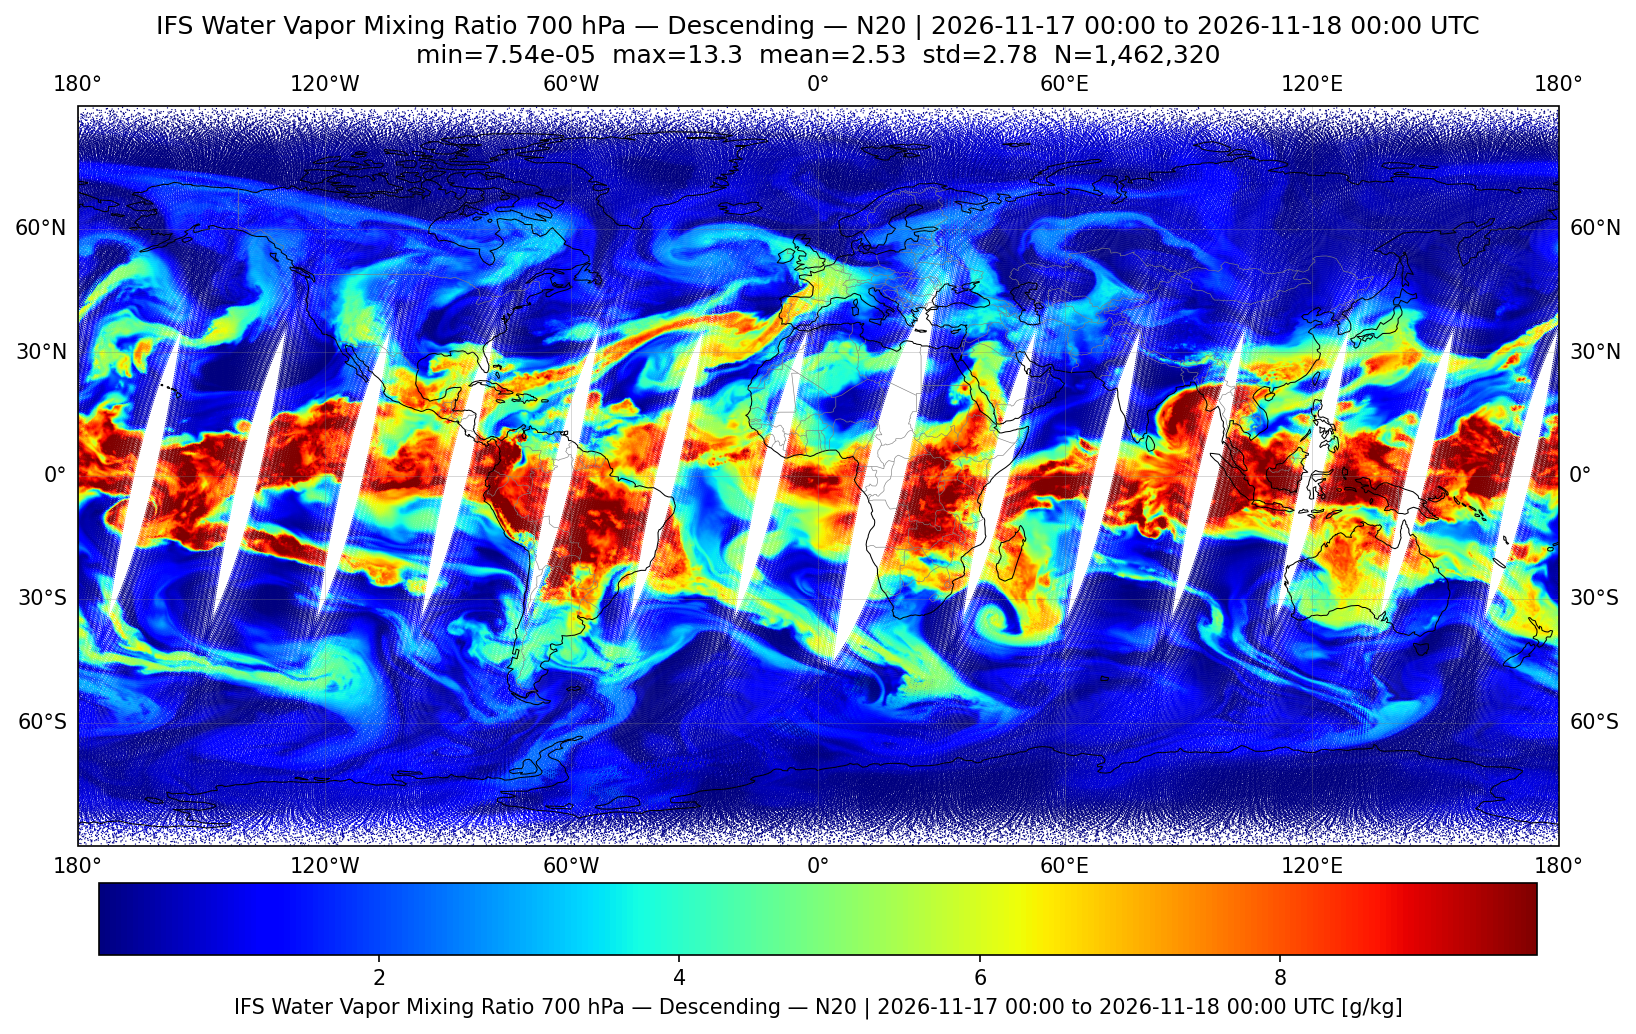 IFS Water Vapor Mixing Ratio 700 hPa — Descending — N20 | 2026-11-17 00:00 to 2026-11-18 00:00 UTC
min=7.54e-05  max=13.3  mean=2.53  std=2.78  N=1,462,320
180° 120°W 60°W 0° 60°E 120°E 180°
60°N 60°N
30°N 30°N
0° 0°
30°S 30°S
60°S 60°S
180° 120°W 60°W 0° 60°E 120°E 180°
2 4 6 8
IFS Water Vapor Mixing Ratio 700 hPa — Descending — N20 | 2026-11-17 00:00 to 2026-11-18 00:00 UTC [g/kg]